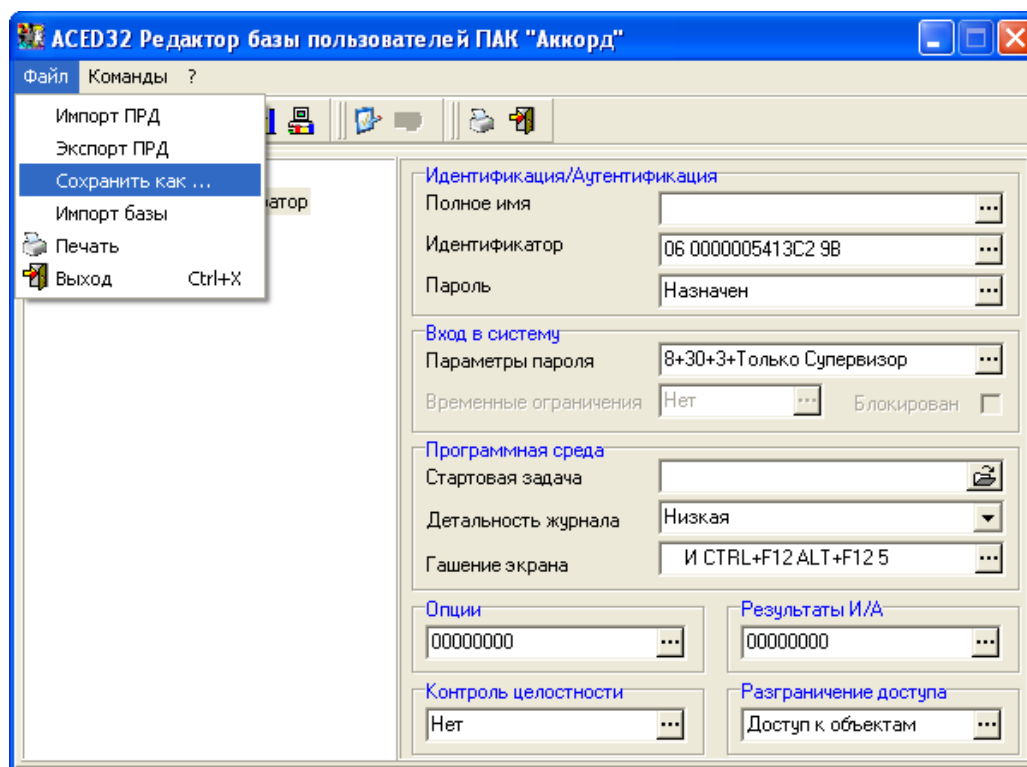 ACED32 Редактор базы пользователей ПАК "Аккорд"
Файл Команды ?
Импорт ПРД
Экспорт ПРД
Сохранить как ...
Импорт базы
Печать
Выход Ctrl+X
атор
Идентификация/Аутентификация
Полное имя ...
Идентификатор 06 0000005413C2 9B ...
Пароль Назначен ...
Вход в систему
Параметры пароля 8+30+3+Только Супервизор ...
Временные ограничения Нет ... Блокирован
Программная среда
Стартовая задача
Детальность журнала Низкая
Гашение экрана И CTRL+F12 ALT+F12 5 ...
Опции Результаты И/А
00000000 ... 00000000 ...
Контроль целостности Разграничение доступа
Нет ... Доступ к объектам ...